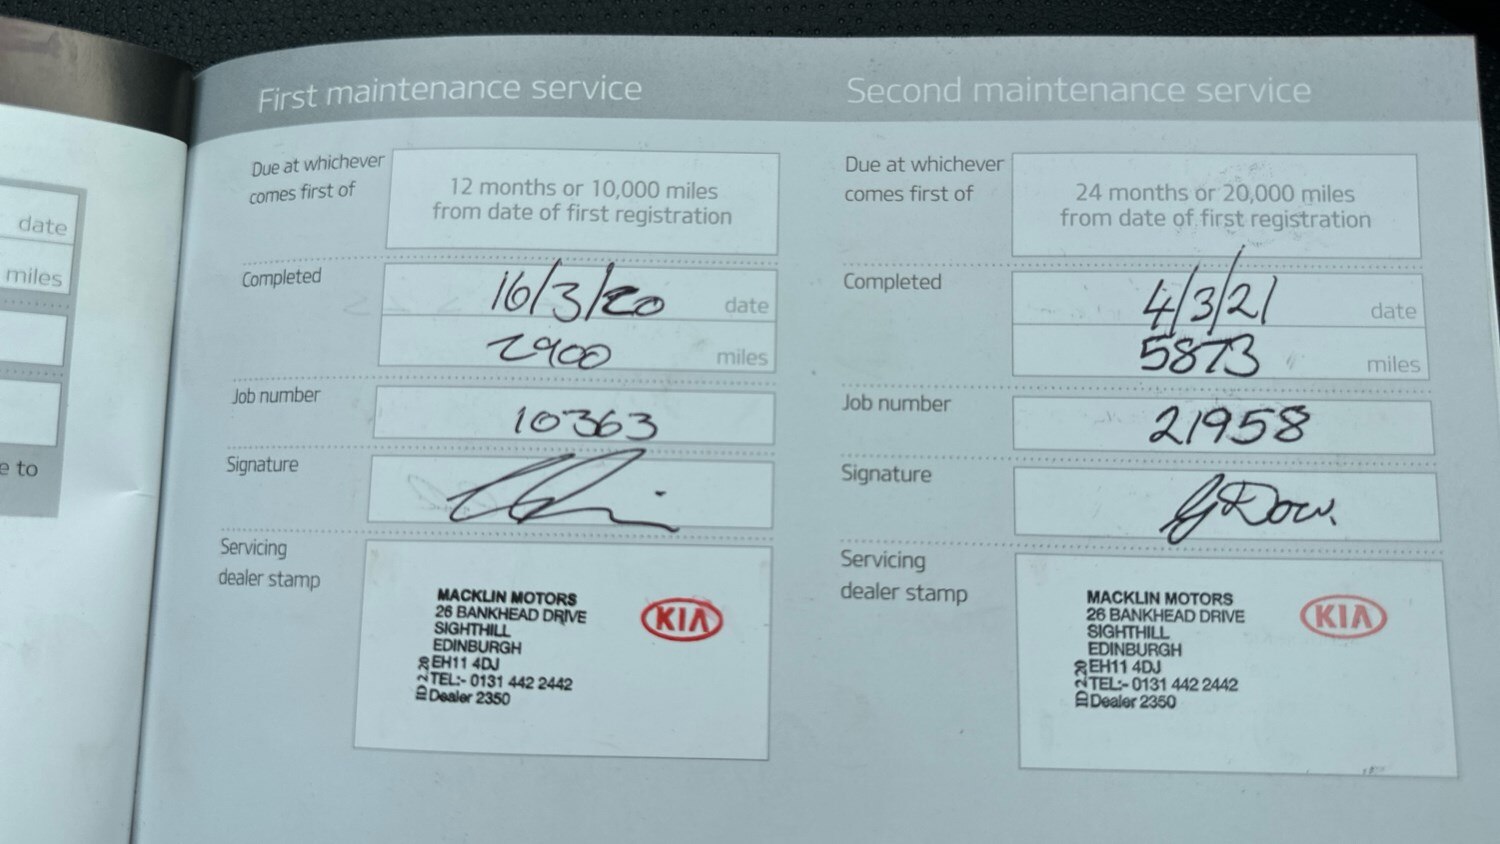 date
miles
e to
First maintenance service
Due at whichever
comes first of
12 months or 10,000 miles
from date of first registration
Completed
16/3/20 date
2900 miles
Job number
10363
Signature
Servicing
dealer stamp
MACKLIN MOTORS
26 BANKHEAD DRIVE
SIGHTHILL
EDINBURGH
EH11 4DJ
TEL:- 0131 442 2442
Dealer 2350
ID 220
KIA
Second maintenance service
Due at whichever
comes first of
24 months or 20,000 miles
from date of first registration
Completed
4/3/21 date
5873 miles
Job number
21958
Signature
G Dow.
Servicing
dealer stamp
MACKLIN MOTORS
26 BANKHEAD DRIVE
SIGHTHILL
EDINBURGH
EH11 4DJ
TEL:- 0131 442 2442
Dealer 2350
ID 220
KIA